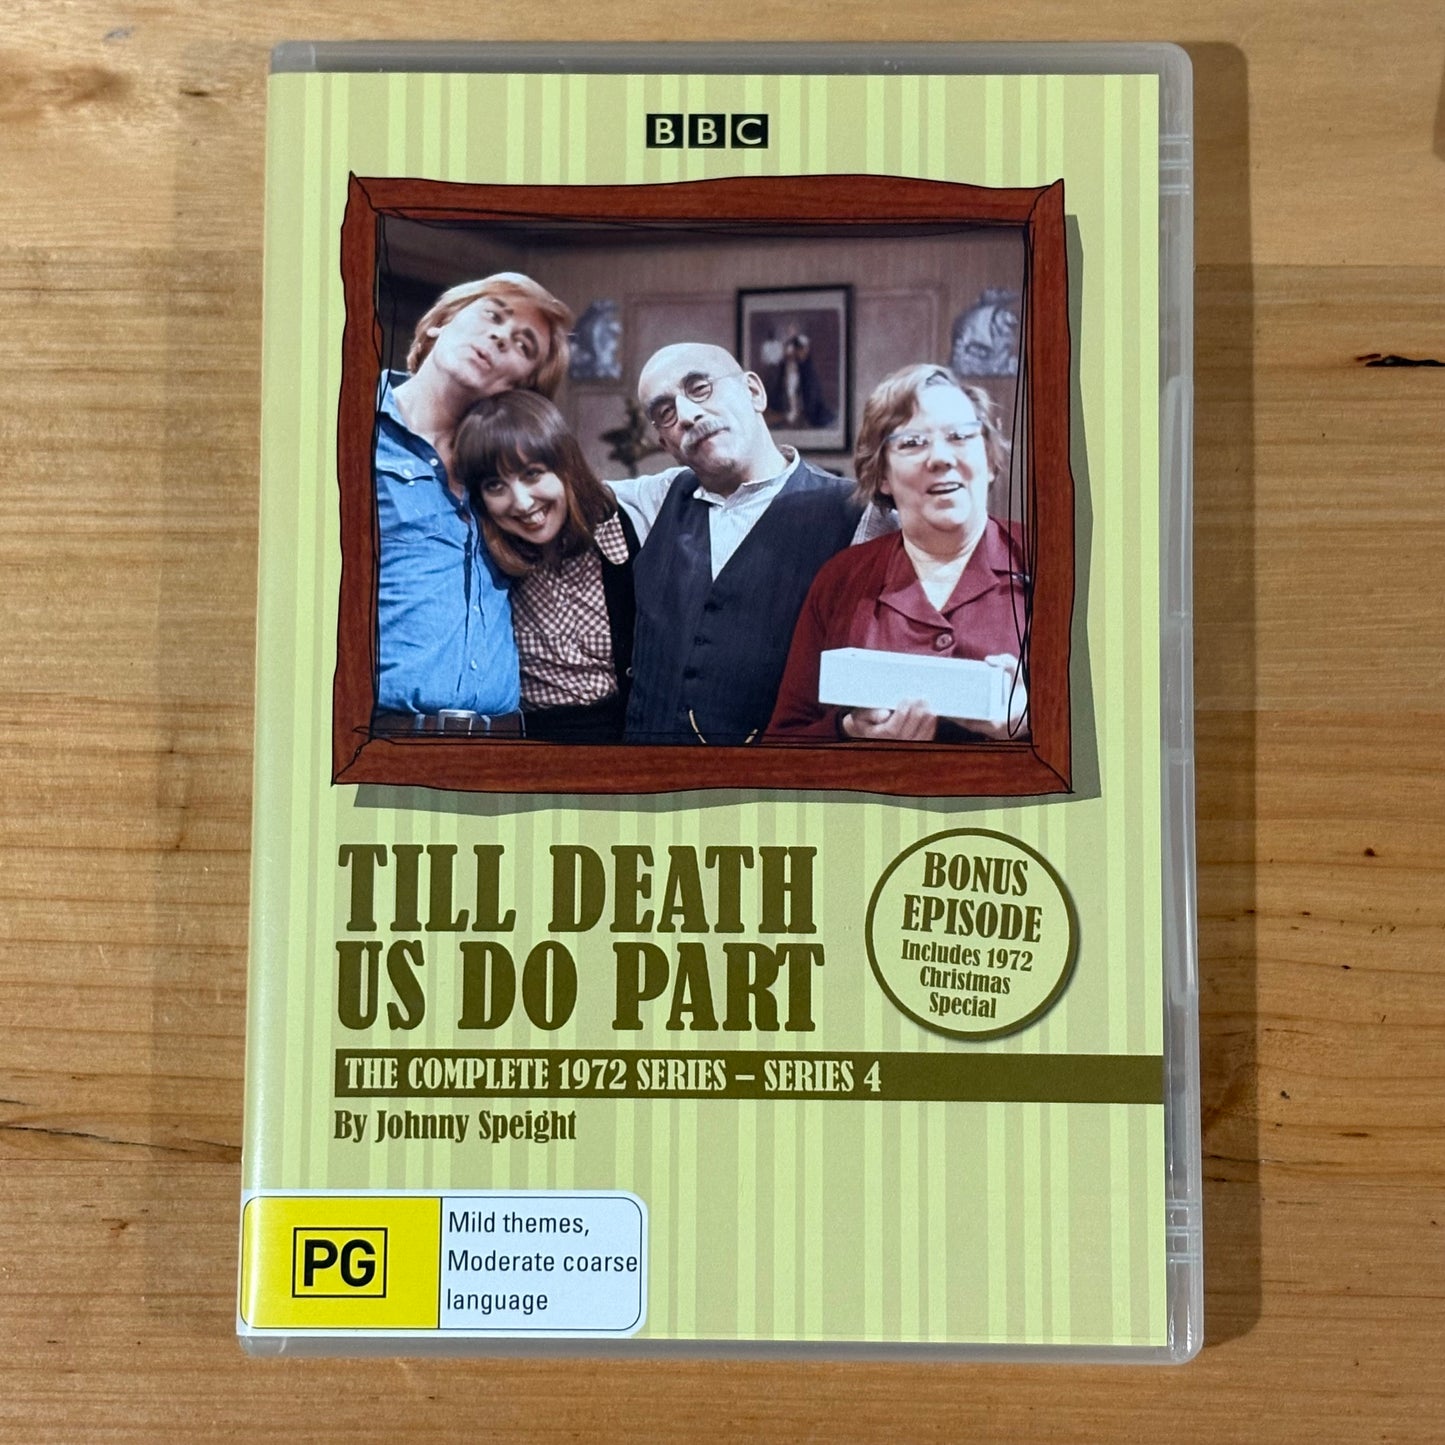 BBC
TILL DEATH
US DO PART
BONUS
EPISODE
Includes 1972
Christmas
Special
THE COMPLETE 1972 SERIES – SERIES 4
By Johnny Speight
PG
Mild themes,
Moderate coarse
language